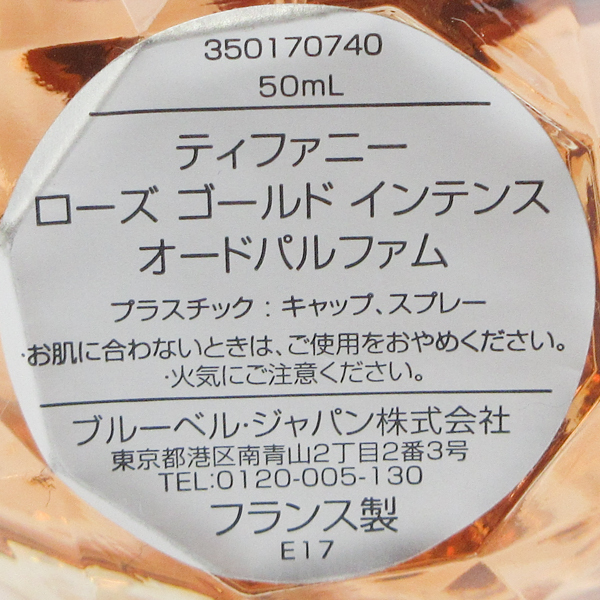 350170740
50mL
ティファニー
ローズ ゴールド インテンス
オードパルファム
プラスチック：キャップ、スプレー
·お肌に合わないときは、ご使用をおやめください。
·火気にご注意ください。
ブルーベル·ジャパン株式会社
東京都港区南青山2丁目2番3号
TEL:0120-005-130
フランス製
E17